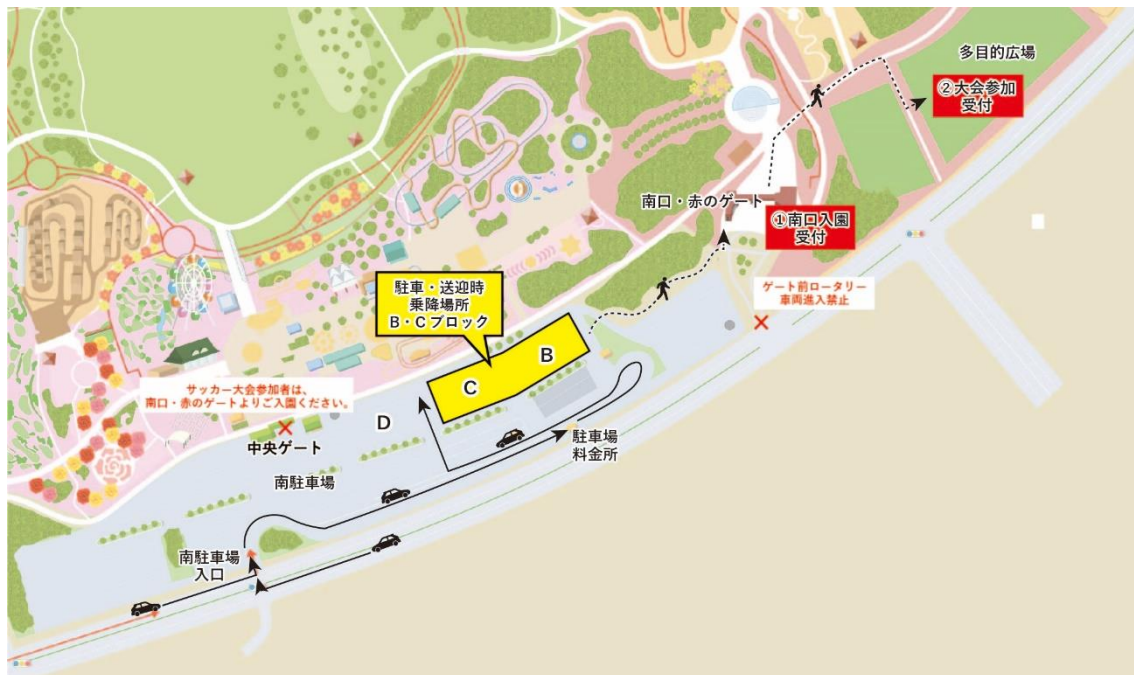 多目的広場
②大会参加
受付
南口・赤のゲート
①南口入園
受付
駐車・送迎時
乗降場所
B・Cブロック
ゲート前ロータリー
車両進入禁止
B
C
サッカー大会参加者は、
南口・赤のゲートよりご入園ください。
D
中央ゲート
駐車場
料金所
南駐車場
南駐車場
入口